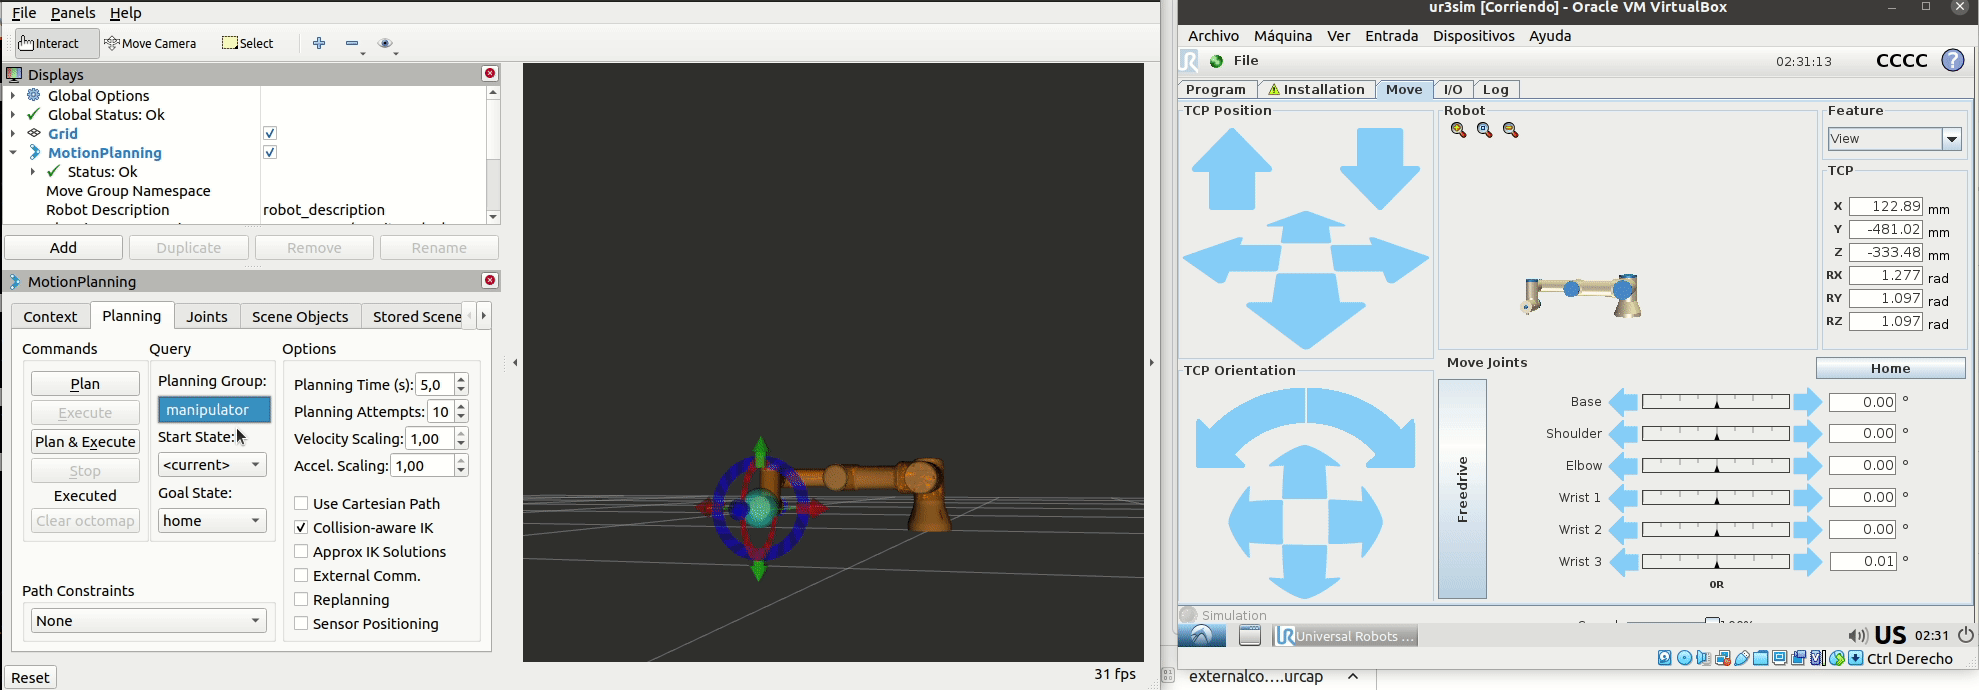 File Panels Help
Interact Move Camera Select
Displays
Global Options
Global Status: Ok
Grid
MotionPlanning
Status: Ok
Move Group Namespace
Robot Description robot_description
Add Duplicate Remove Rename
MotionPlanning
Context Planning Joints Scene Objects Stored Scene
Commands Query Options
Plan
Execute
Plan & Execute
Stop
Executed
Clear octomap
Planning Group:
manipulator
Start State:
<current>
Goal State:
home
Planning Time (s): 5,0
Planning Attempts: 10
Velocity Scaling: 1,00
Accel. Scaling: 1,00
Use Cartesian Path
Collision-aware IK
Approx IK Solutions
External Comm.
Replanning
Sensor Positioning
Path Constraints
None
Reset
31 fps
ur3sim [Corriendo] - Oracle VM VirtualBox
Archivo Máquina Ver Entrada Dispositivos Ayuda
UR File 02:31:13 CCCC ?
Program Installation Move I/O Log
TCP Position
Robot
Feature
View
TCP
X 122.89 mm
Y -481.02 mm
Z -333.48 mm
RX 1.277 rad
RY 1.097 rad
RZ 1.097 rad
TCP Orientation
Move Joints
Home
Freedrive
Base 0.00 °
Shoulder 0.00 °
Elbow 0.00 °
Wrist 1 0.00 °
Wrist 2 0.00 °
Wrist 3 0.01 °
0R
Simulation
UR Universal Robots ... US 02:31
Ctrl Derecho
externalco....urcap